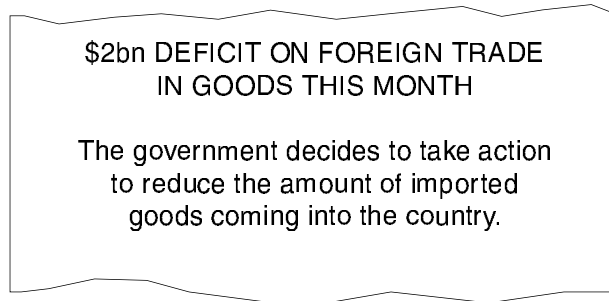 $2bn DEFICIT ON FOREIGN TRADE
IN GOODS THIS MONTH
The government decides to take action
to reduce the amount of imported
goods coming into the country.